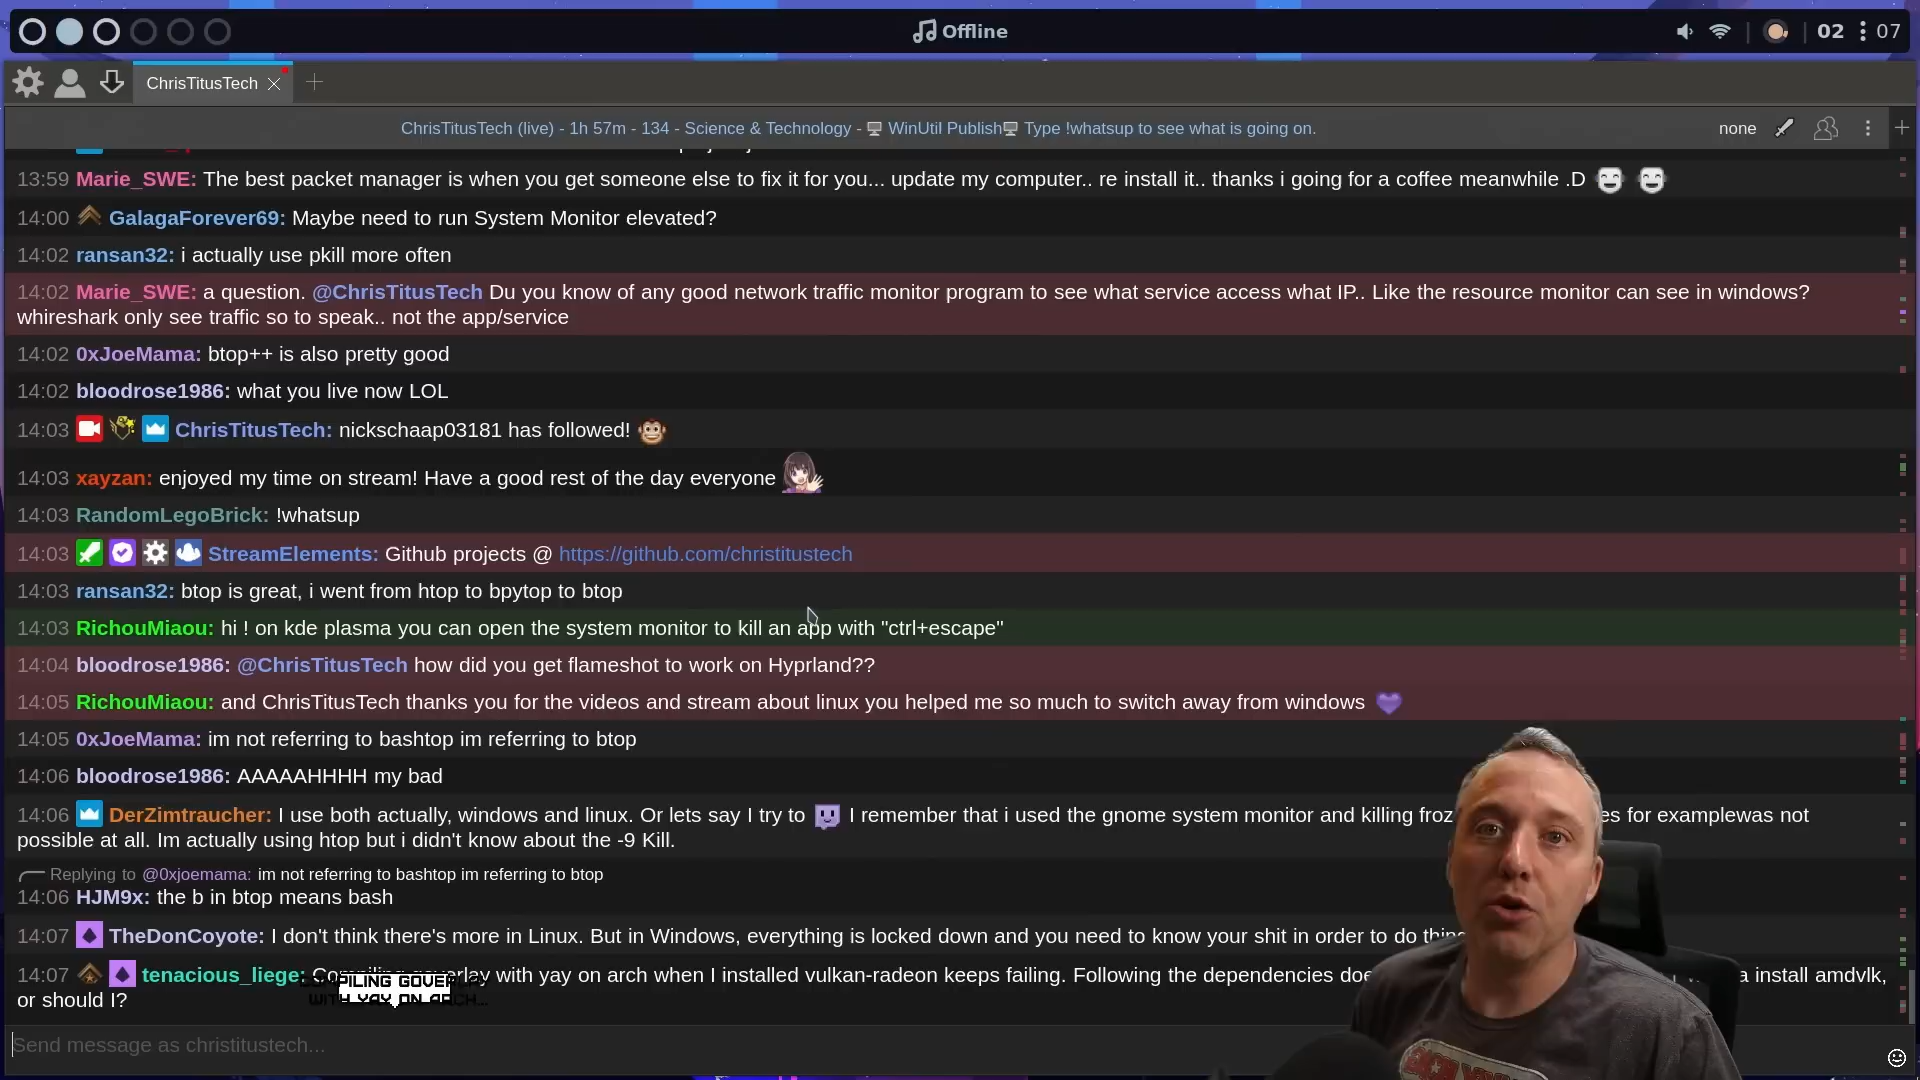 Offline
02
07
ChrisTitusTech
ChrisTitusTech (live) - 1h 57m - 134 - Science & Technology - WinUtil Publish Type !whatsup to see what is going on.
none
13:59 Marie_SWE: The best packet manager is when you get someone else to fix it for you... update my computer.. re install it.. thanks i going for a coffee meanwhile .D
14:00 GalagaForever69: Maybe need to run System Monitor elevated?
14:02 ransan32: i actually use pkill more often
14:02 Marie_SWE: a question. @ChrisTitusTech Du you know of any good network traffic monitor program to see what service access what IP.. Like the resource monitor can see in windows?
whireshark only see traffic so to speak.. not the app/service
14:02 0xJoeMama: btop++ is also pretty good
14:02 bloodrose1986: what you live now LOL
14:03 ChrisTitusTech: nickschaap03181 has followed!
14:03 xayzan: enjoyed my time on stream! Have a good rest of the day everyone
14:03 RandomLegoBrick: !whatsup
14:03 StreamElements: Github projects @ https://github.com/christitustech
14:03 ransan32: btop is great, i went from htop to bpytop to btop
14:03 RichouMiaou: hi ! on kde plasma you can open the system monitor to kill an app with "ctrl+escape"
14:04 bloodrose1986: @ChrisTitusTech how did you get flameshot to work on Hyprland??
14:05 RichouMiaou: and ChrisTitusTech thanks you for the videos and stream about linux you helped me so much to switch away from windows
14:05 0xJoeMama: im not referring to bashtop im referring to btop
14:06 bloodrose1986: AAAAAHHHH my bad
14:06 DerZimtraucher: I use both actually, windows and linux. Or lets say I try to I remember that i used the gnome system monitor and killing froz es for examplewas not
possible at all. Im actually using htop but i didn't know about the -9 Kill.
Replying to @0xjoemama: im not referring to bashtop im referring to btop
14:06 HJM9x: the b in btop means bash
14:07 TheDonCoyote: I don't think there's more in Linux. But in Windows, everything is locked down and you need to know your shit in order to do thing
14:07 tenacious_liege: with yay on arch when I installed vulkan-radeon keeps failing. Following the dependencies doe a install amdvlk,
or should I?
COMPILING GOVERLAY
WITH YAY ON ARCH...
Send message as christitustech...